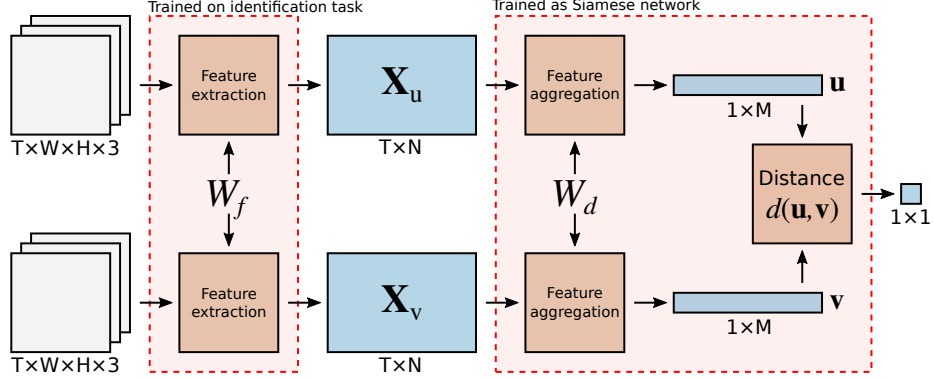 Trained on identification task
Trained as Siamese network
Feature
extraction
X_u
Feature
aggregation
u
1×M
T×W×H×3
T×N
W_f
W_d
Distance
d(u,v)
1×1
Feature
extraction
X_v
Feature
aggregation
v
1×M
T×W×H×3
T×N